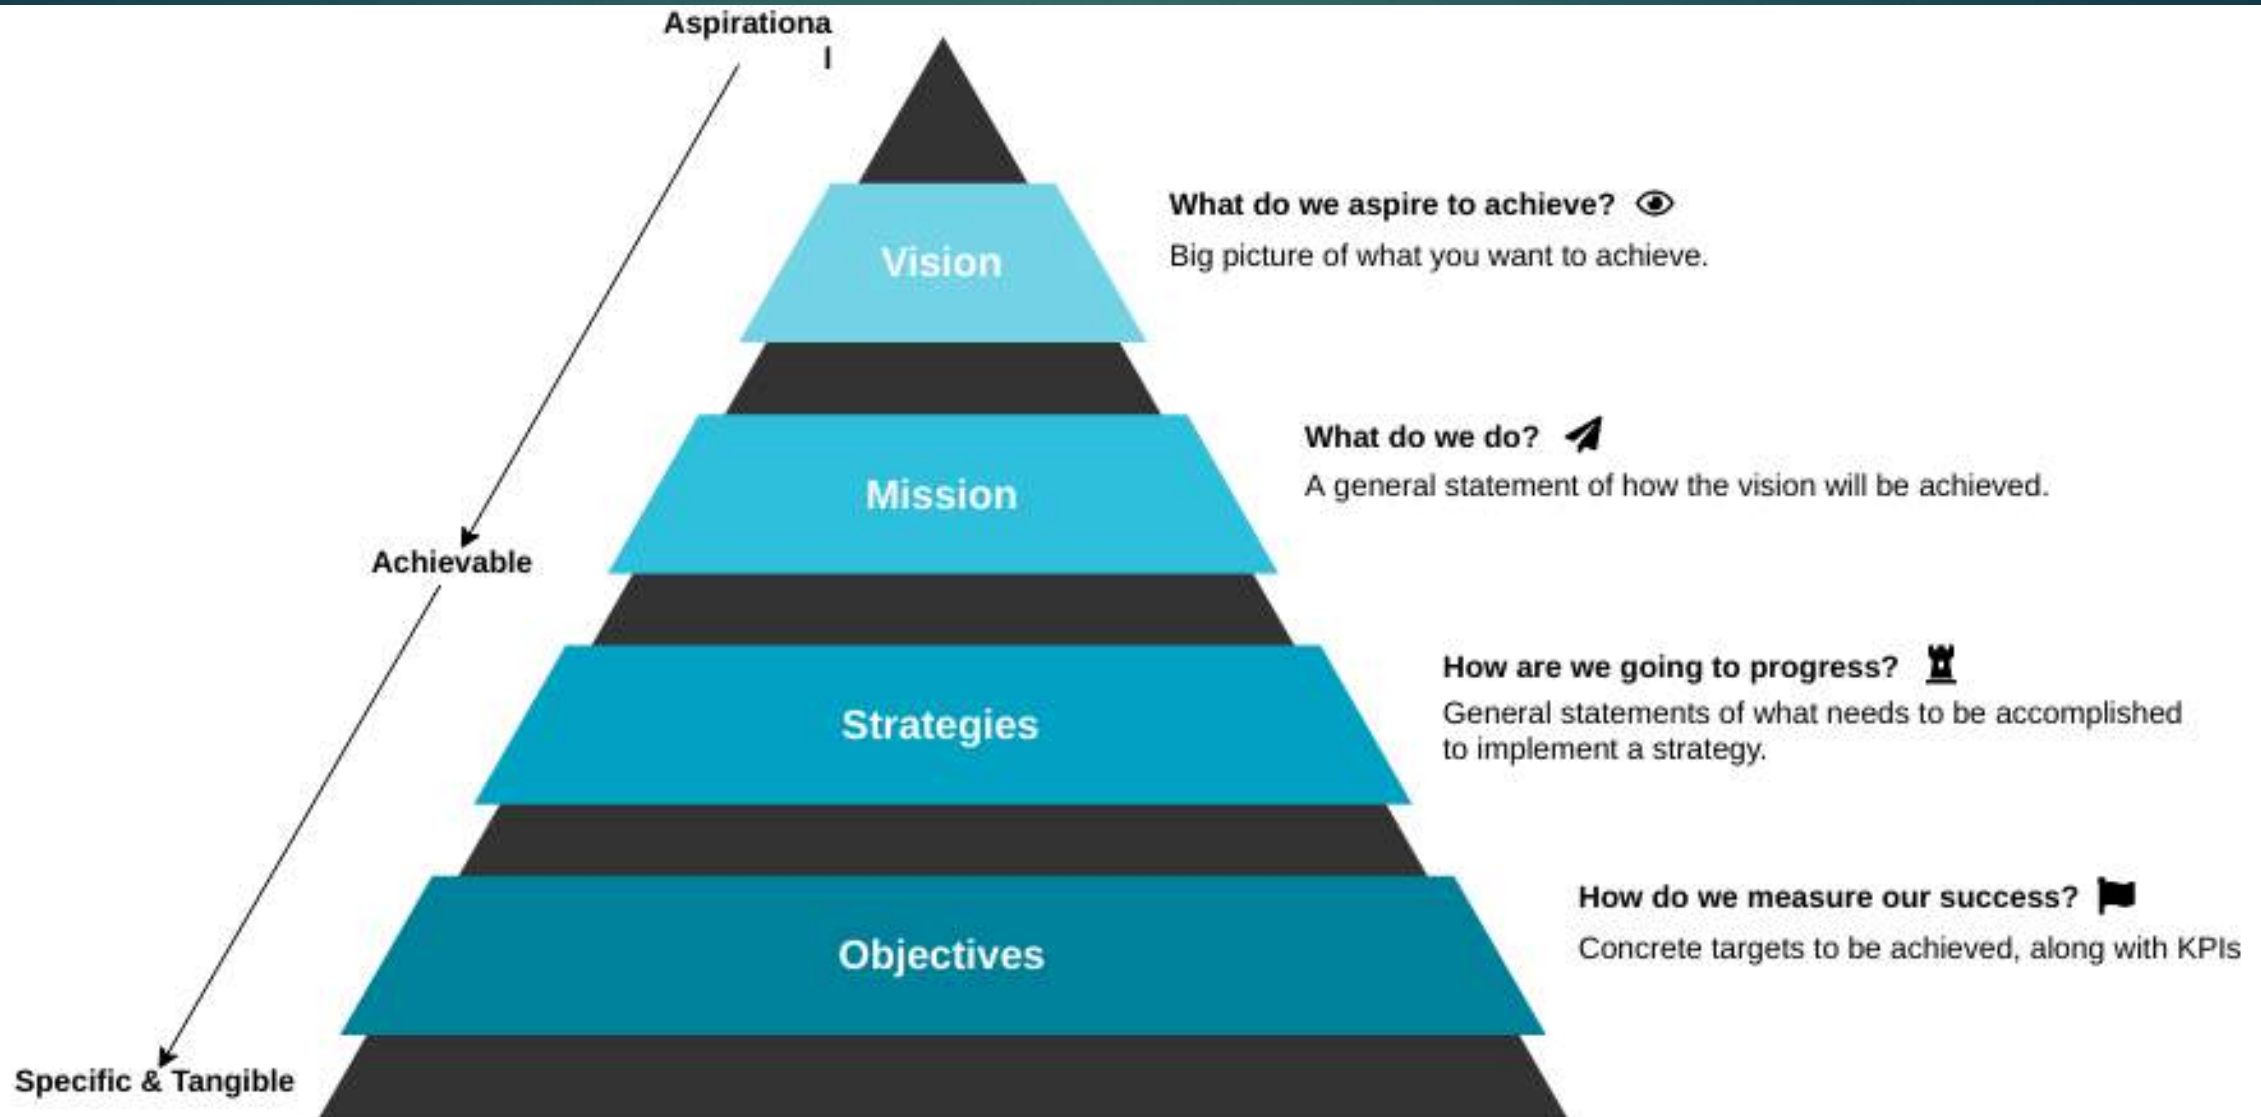 Aspirationa
l
What do we aspire to achieve?
Vision
Big picture of what you want to achieve.
What do we do?
Mission
A general statement of how the vision will be achieved.
Achievable
How are we going to progress?
Strategies
General statements of what needs to be accomplished
to implement a strategy.
How do we measure our success?
Objectives
Concrete targets to be achieved, along with KPIs
Specific & Tangible